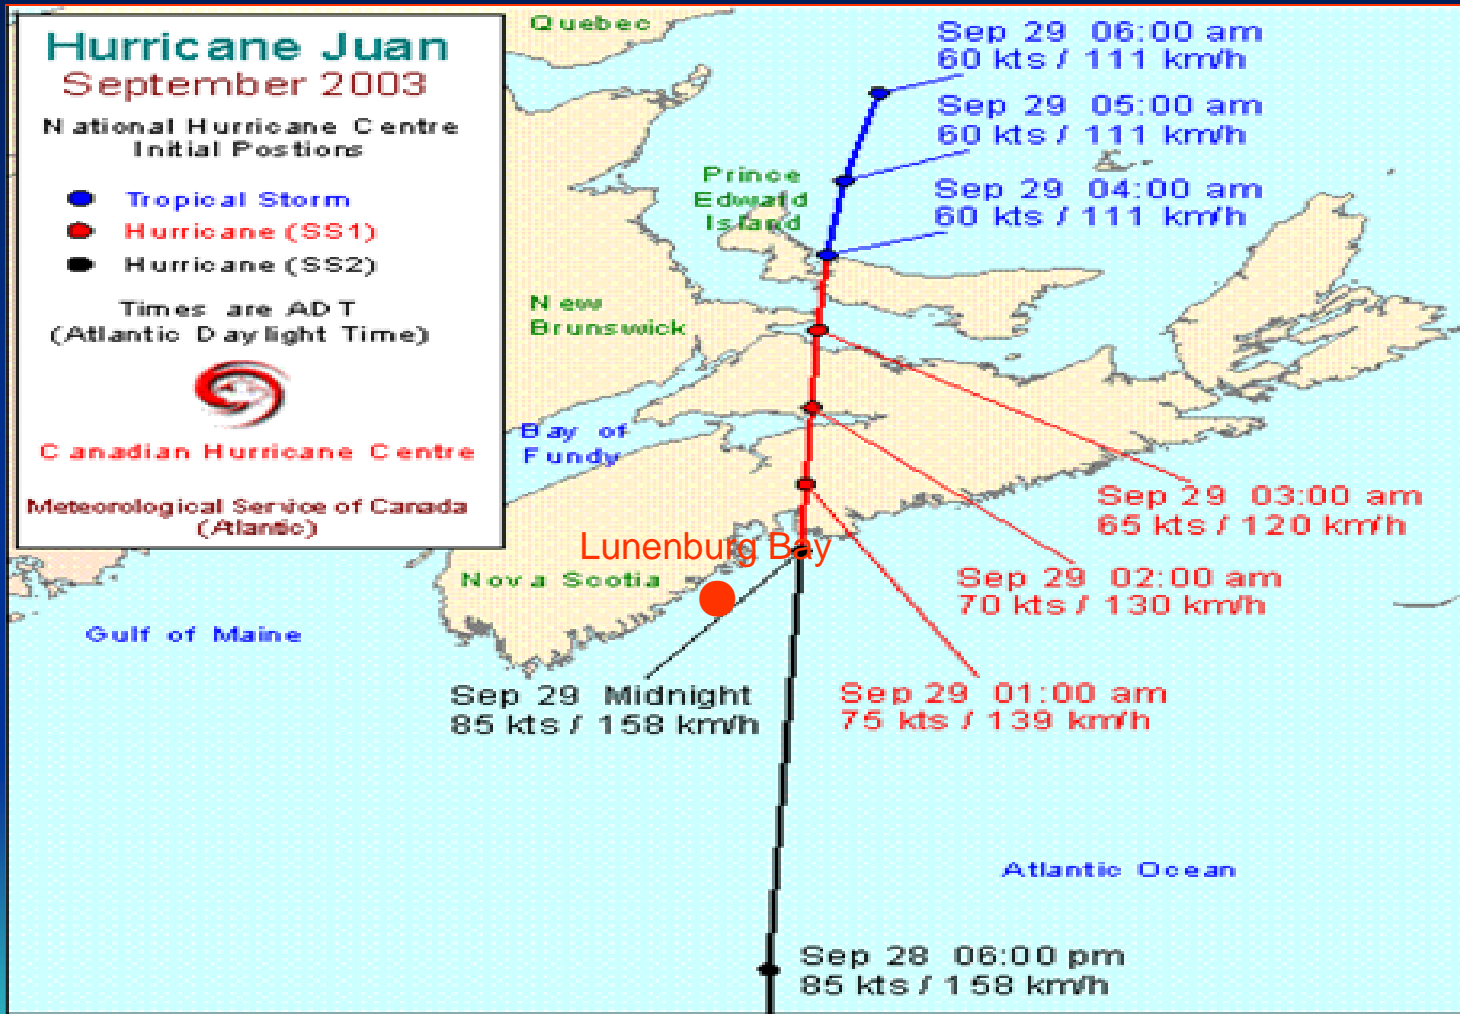 Hurricane Juan
September 2003
National Hurricane Centre
Initial Postions
Tropical Storm
Hurricane (SS1)
Hurricane (SS2)
Times are ADT
(Atlantic Daylight Time)
Canadian Hurricane Centre
Meteorological Service of Canada
(Atlantic)
Quebec
Sep 29 06:00 am
60 kts / 111 km/h
Sep 29 05:00 am
60 kts / 111 km/h
Prince
Edward
Island
Sep 29 04:00 am
60 kts / 111 km/h
New
Brunswick
Bay of
Fundy
Sep 29 03:00 am
65 kts / 120 km/h
Lunenburg Bay
Nova Scotia
Sep 29 02:00 am
70 kts / 130 km/h
Gulf of Maine
Sep 29 Midnight
85 kts / 158 km/h
Sep 29 01:00 am
75 kts / 139 km/h
Atlantic Ocean
Sep 28 06:00 pm
85 kts / 158 km/h